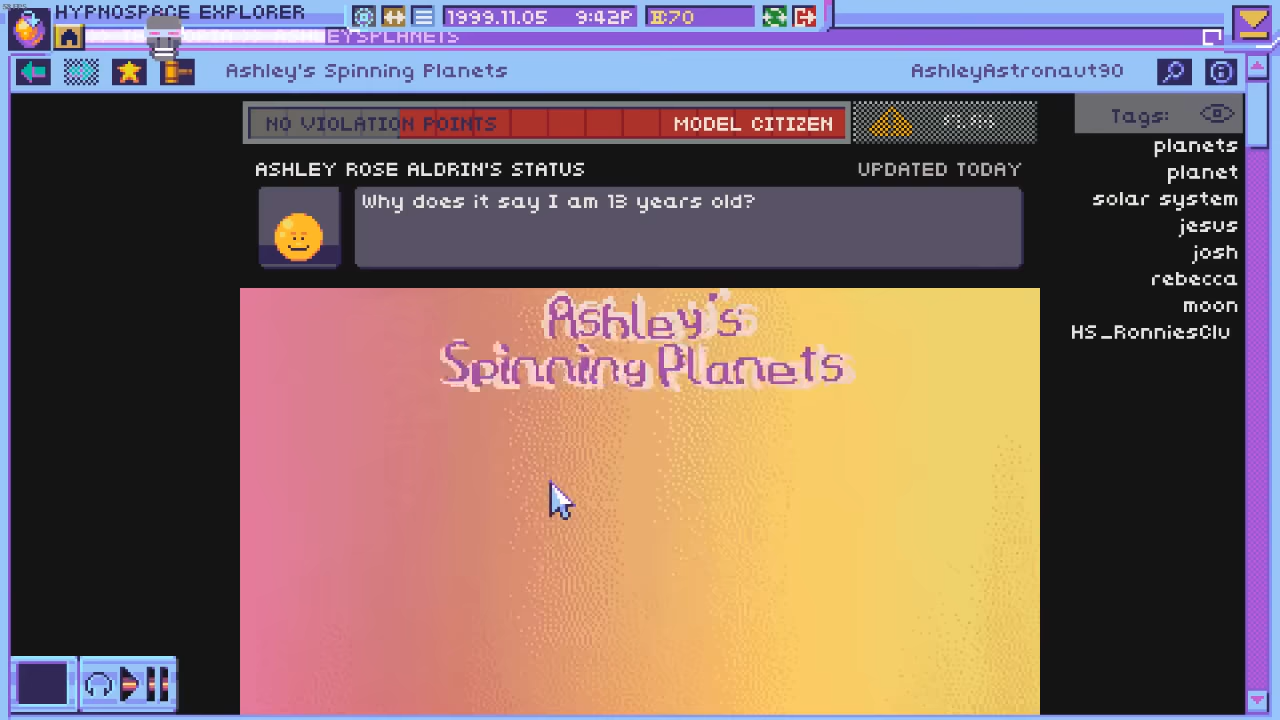 HYPNOSPACE EXPLORER
1999.11.05 9:42P
:70
EYSPLANETS
Ashley's Spinning Planets
AshleyAstronaut90
NO VIOLATION POINTS
MODEL CITIZEN
Tags:
planets
planet
solar system
jesus
josh
rebecca
moon
HS_RonniesClu
ASHLEY ROSE ALDRIN'S STATUS
UPDATED TODAY
Why does it say I am 13 years old?
Ashley's
Spinning Planets